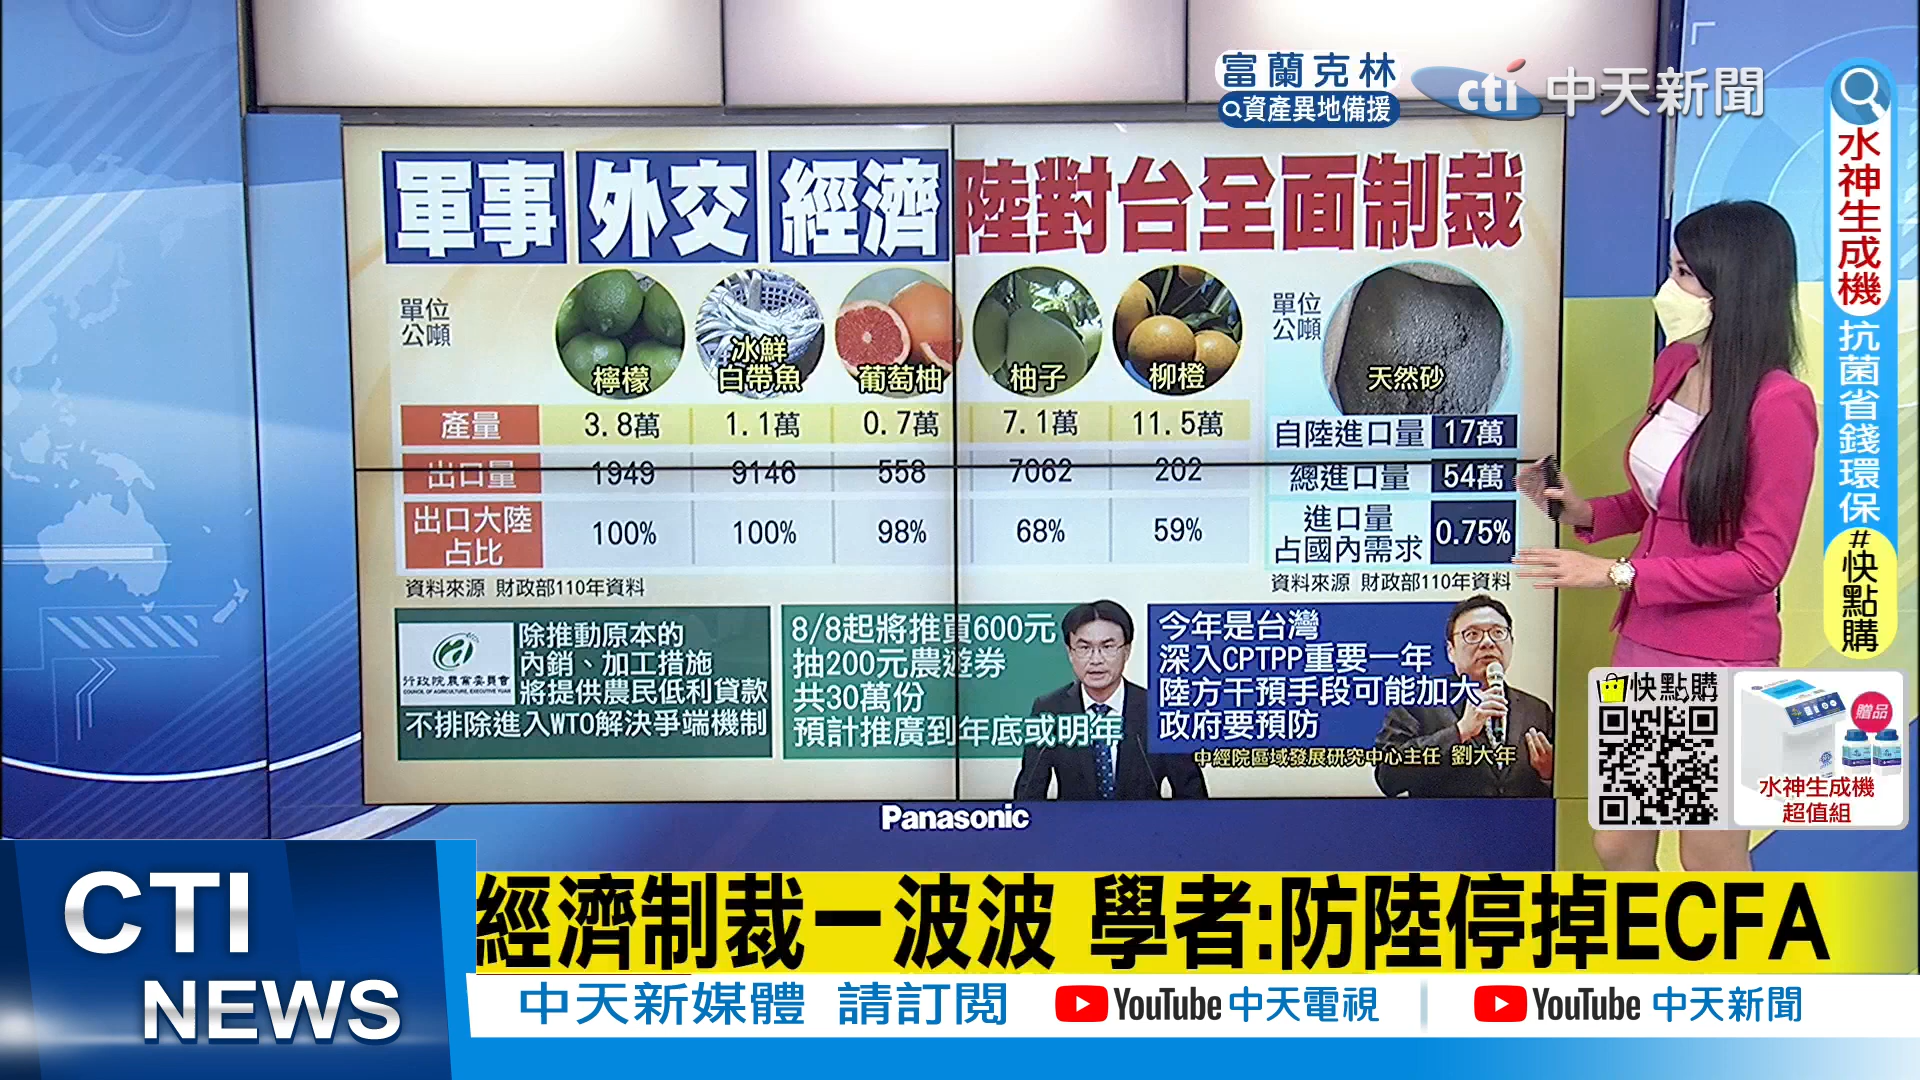 富蘭克林
資產異地備援
cti 中天新聞
水神生成機
抗菌省錢環保
#快點購
軍事 外交 經濟 陸對台全面制裁
單位
公噸
檸檬
冰鮮
白帶魚
葡萄柚
柚子
柳橙
產量 3.8萬 1.1萬 0.7萬 7.1萬 11.5萬
出口量 1949 9146 558 7062 202
出口大陸
占比 100% 100% 98% 68% 59%
資料來源 財政部110年資料
單位
公噸
天然砂
自陸進口量 17萬
總進口量 54萬
進口量
占國內需求 0.75%
資料來源 財政部110年資料
行政院農業委員會
COUNCIL OF AGRICULTURE, EXECUTIVE YUAN
除推動原本的
內銷、加工措施
將提供農民低利貸款
不排除進入WTO解決爭端機制
8/8起將推買600元
抽200元農遊券
共30萬份
預計推廣到年底或明年
今年是台灣
深入CPTPP重要一年
陸方干預手段可能加大
政府要預防
中經院區域發展研究中心主任 劉大年
快點購
贈品
水神生成機
超值組
Panasonic
CTI
NEWS
經濟制裁一波波 學者:防陸停掉ECFA
中天新媒體 請訂閱 YouTube 中天電視 | YouTube 中天新聞